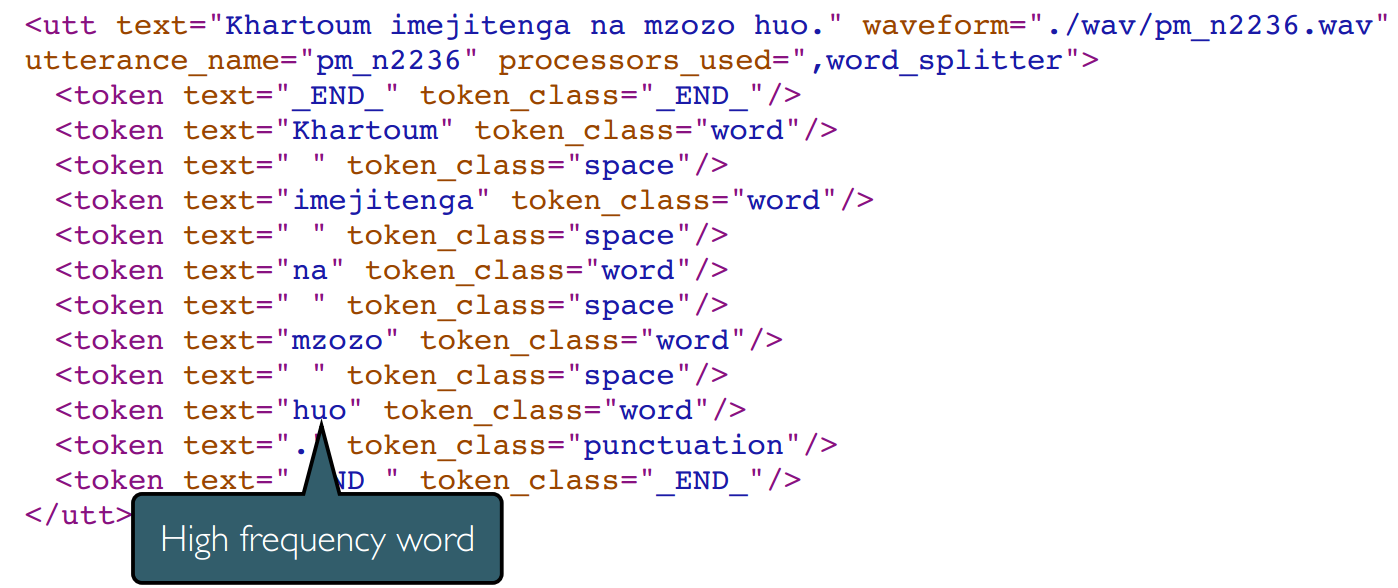 <utt text="Khartoum imejitenga na mzozo huo." waveform="./wav/pm_n2236.wav"
utterance_name="pm_n2236" processors_used=",word_splitter">
<token text="_END_" token_class="_END_"/>
<token text="Khartoum" token_class="word"/>
<token text=" " token_class="space"/>
<token text="imejitenga" token_class="word"/>
<token text=" " token_class="space"/>
<token text="na" token_class="word"/>
<token text=" " token_class="space"/>
<token text="mzozo" token_class="word"/>
<token text=" " token_class="space"/>
<token text="huo" token_class="word"/>
<token text="." token_class="punctuation"/>
<token text="_END_" token_class="_END_"/>
</utt>
High frequency word